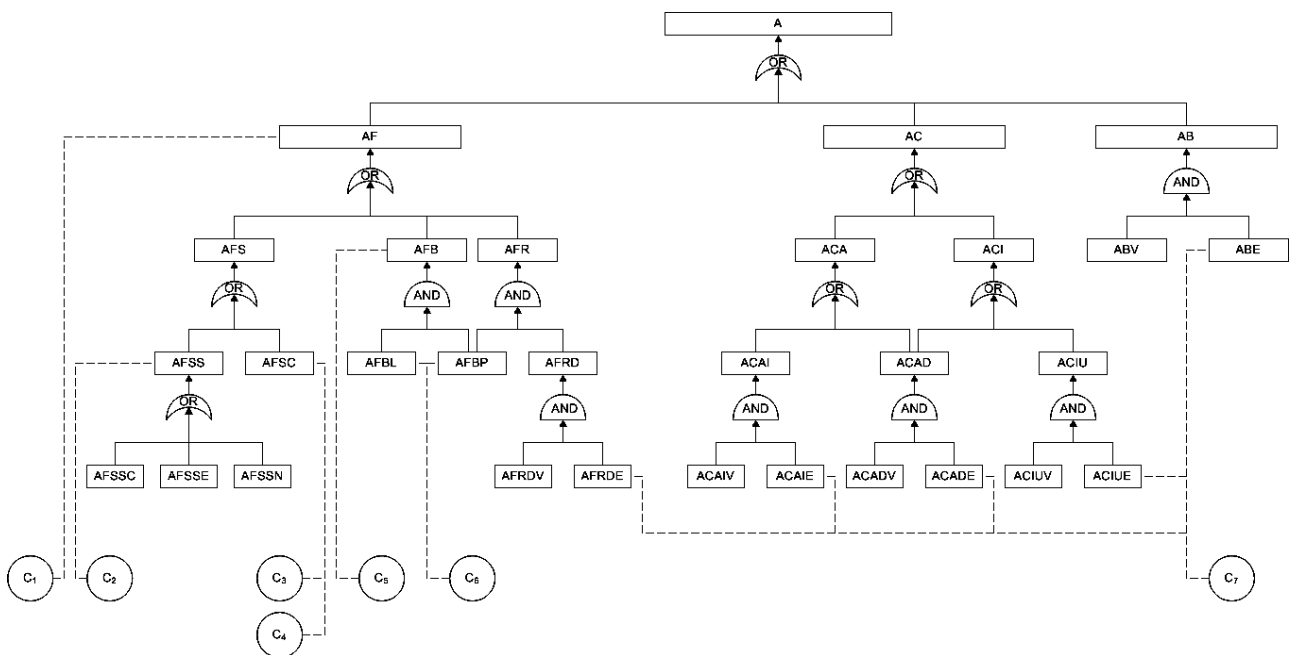 A
OR
AF
AC
AB
OR
OR
AND
AFS
AFB
AFR
ACA
ACI
ABV
ABE
OR
AND
AND
OR
OR
AFSS
AFSC
AFBL
AFBP
AFRD
ACAI
ACAD
ACIU
OR
AND
AND
AND
AND
AFSSC
AFSSE
AFSSN
AFRDV
AFRDE
ACAIV
ACAIE
ACADV
ACADE
ACIUV
ACIUE
C₁
C₂
C₃
C₅
C₆
C₇
C₄